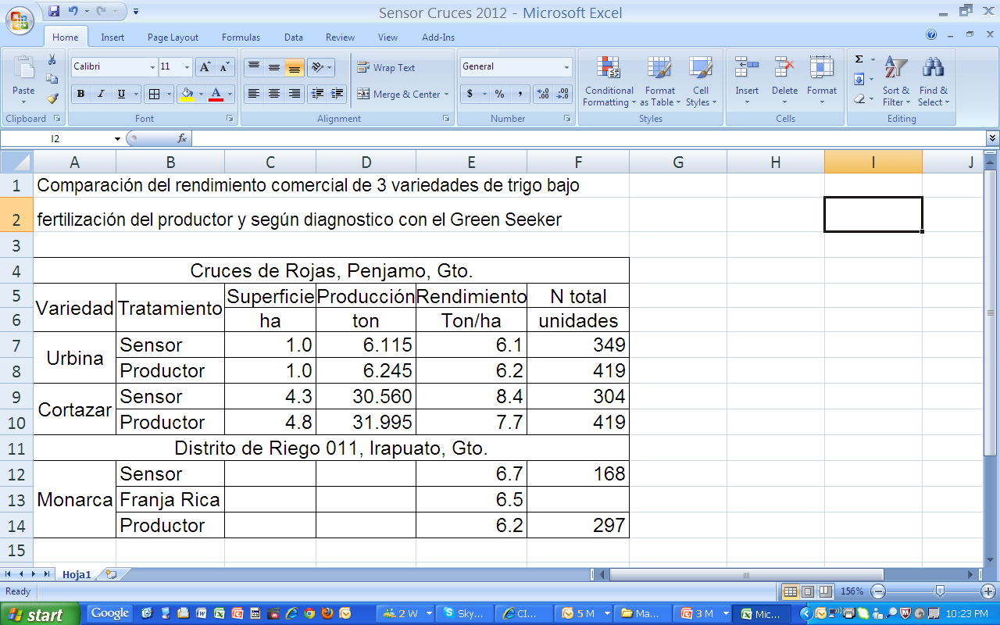 Sensor Cruces 2012 - Microsoft Excel
Home Insert Page Layout Formulas Data Review View Add-Ins
Paste
Calibri 11
B I U
Wrap Text
Merge & Center
General
$ % ,
Conditional Formatting
Format as Table
Cell Styles
Insert Delete Format
Σ
Sort & Filter
Find & Select
Clipboard Font Alignment Number Styles Cells Editing
I2 fx
A B C D E F G H I J
1 Comparación del rendimiento comercial de 3 variedades de trigo bajo
2 fertilización del productor y según diagnostico con el Green Seeker
3
4 Cruces de Rojas, Penjamo, Gto.
5 Variedad Tratamiento Superficie Producción Rendimiento N total
6 ha ton Ton/ha unidades
7 Urbina Sensor 1.0 6.115 6.1 349
8 Productor 1.0 6.245 6.2 419
9 Cortazar Sensor 4.3 30.560 8.4 304
10 Productor 4.8 31.995 7.7 419
11 Distrito de Riego 011, Irapuato, Gto.
12 Monarca Sensor 6.7 168
13 Franja Rica 6.5
14 Productor 6.2 297
15
Hoja1
Ready 156%
start Google 2 W Sky... CI... 5 M Ma... 3 M Mic... 10:23 PM